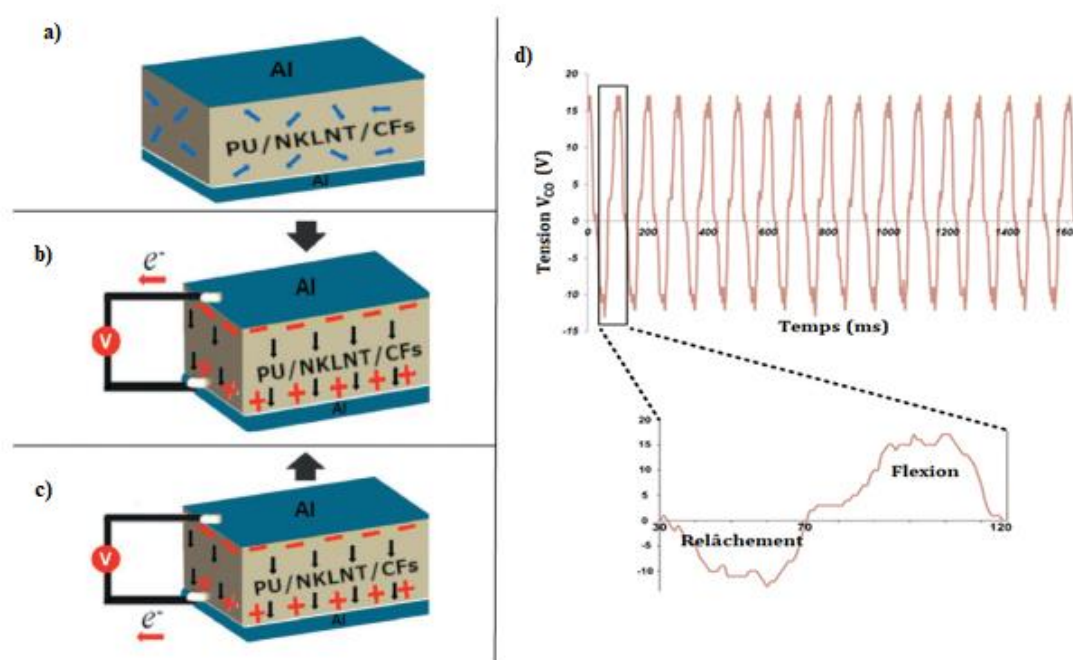 a)
Al
PU/NKLNT/CFs
Al
b)
e-
Al
V
PU/NKLNT/CFs
Al
c)
Al
V
PU/NKLNT/CFs
Al
e-
d)
Tension VCO (V)
20
15
10
5
0
-5
-10
-15
0
200
400
600
800
1000
1200
1400
Temps (ms)
20
15
10
5
0
-5
-10
30
70
120
Flexion
Relâchement